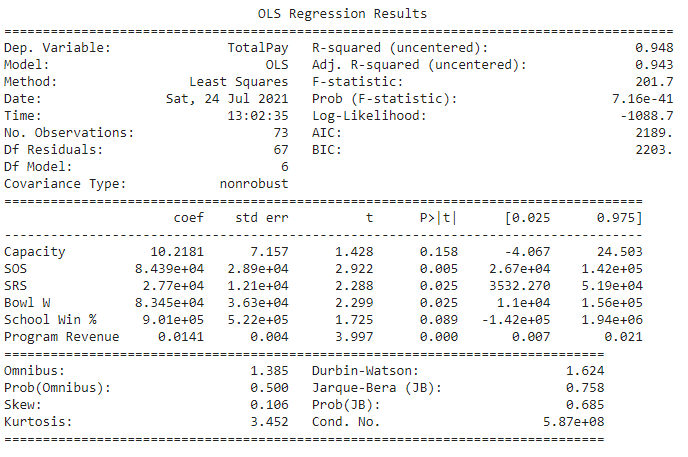 OLS Regression Results
==============================================================================
Dep. Variable: TotalPay R-squared (uncentered): 0.948
Model: OLS Adj. R-squared (uncentered): 0.943
Method: Least Squares F-statistic: 201.7
Date: Sat, 24 Jul 2021 Prob (F-statistic): 7.16e-41
Time: 13:02:35 Log-Likelihood: -1088.7
No. Observations: 73 AIC: 2189.
Df Residuals: 67 BIC: 2203.
Df Model: 6
Covariance Type: nonrobust
==============================================================================
coef std err t P>|t| [0.025 0.975]
------------------------------------------------------------------------------
Capacity 10.2181 7.157 1.428 0.158 -4.067 24.503
SOS 8.439e+04 2.89e+04 2.922 0.005 2.67e+04 1.42e+05
SRS 2.77e+04 1.21e+04 2.288 0.025 3532.270 5.19e+04
Bowl W 8.345e+04 3.63e+04 2.299 0.025 1.1e+04 1.56e+05
School Win % 9.01e+05 5.22e+05 1.725 0.089 -1.42e+05 1.94e+06
Program Revenue 0.0141 0.004 3.997 0.000 0.007 0.021
==============================================================================
Omnibus: 1.385 Durbin-Watson: 1.624
Prob(Omnibus): 0.500 Jarque-Bera (JB): 0.758
Skew: 0.106 Prob(JB): 0.685
Kurtosis: 3.452 Cond. No. 5.87e+08
==============================================================================